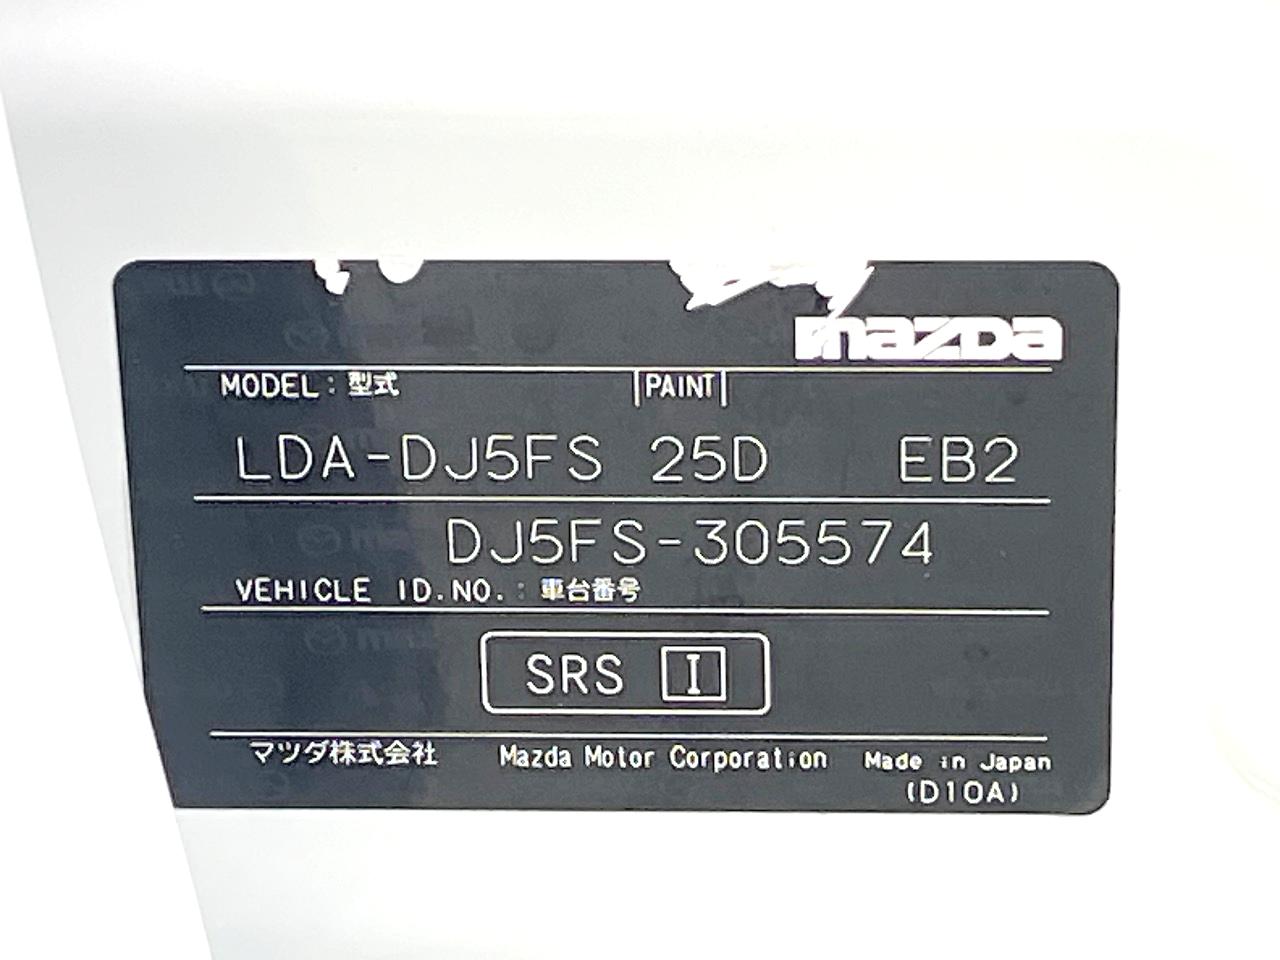 mazda
MODEL : 型式 PAINT
LDA-DJ5FS 25D EB2
DJ5FS-305574
VEHICLE ID.NO. : 車台番号
SRS I
マツダ株式会社 Mazda Motor Corporation Made in Japan
(D10A)